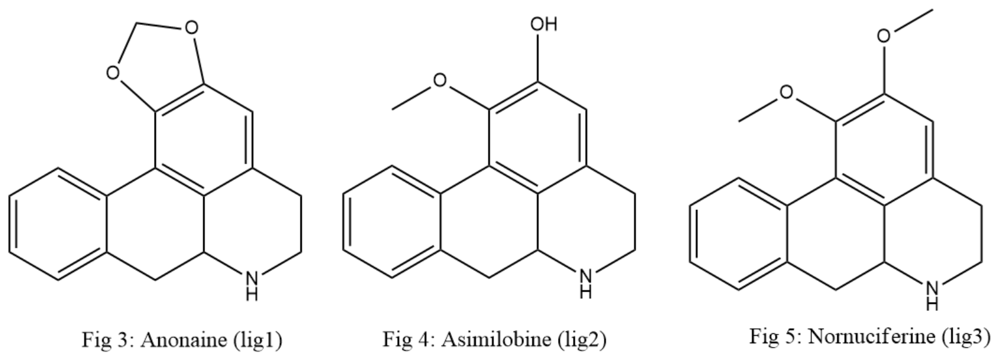 O
O
N
H
Fig 3: Anonaine (lig1)
OH
O
N
H
Fig 4: Asimilobine (lig2)
O
O
N
H
Fig 5: Nornuciferine (lig3)